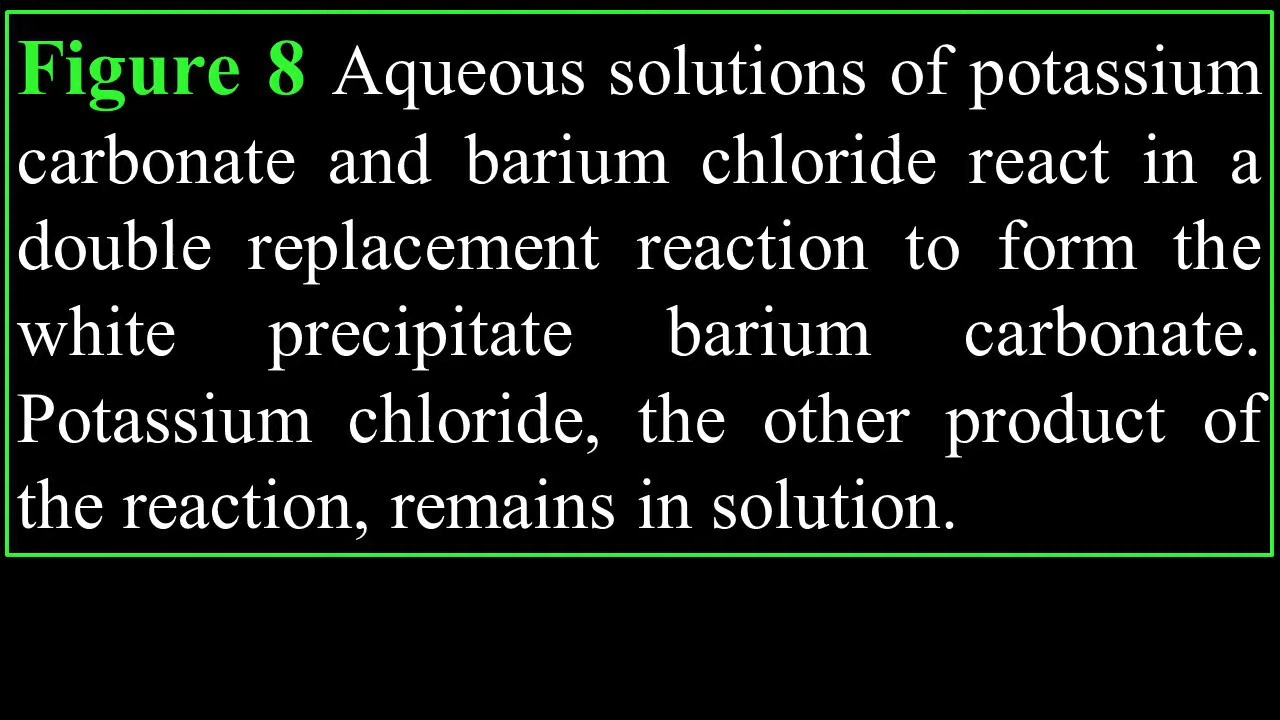 Figure 8 Aqueous solutions of potassium
carbonate and barium chloride react in a
double replacement reaction to form the
white precipitate barium carbonate.
Potassium chloride, the other product of
the reaction, remains in solution.